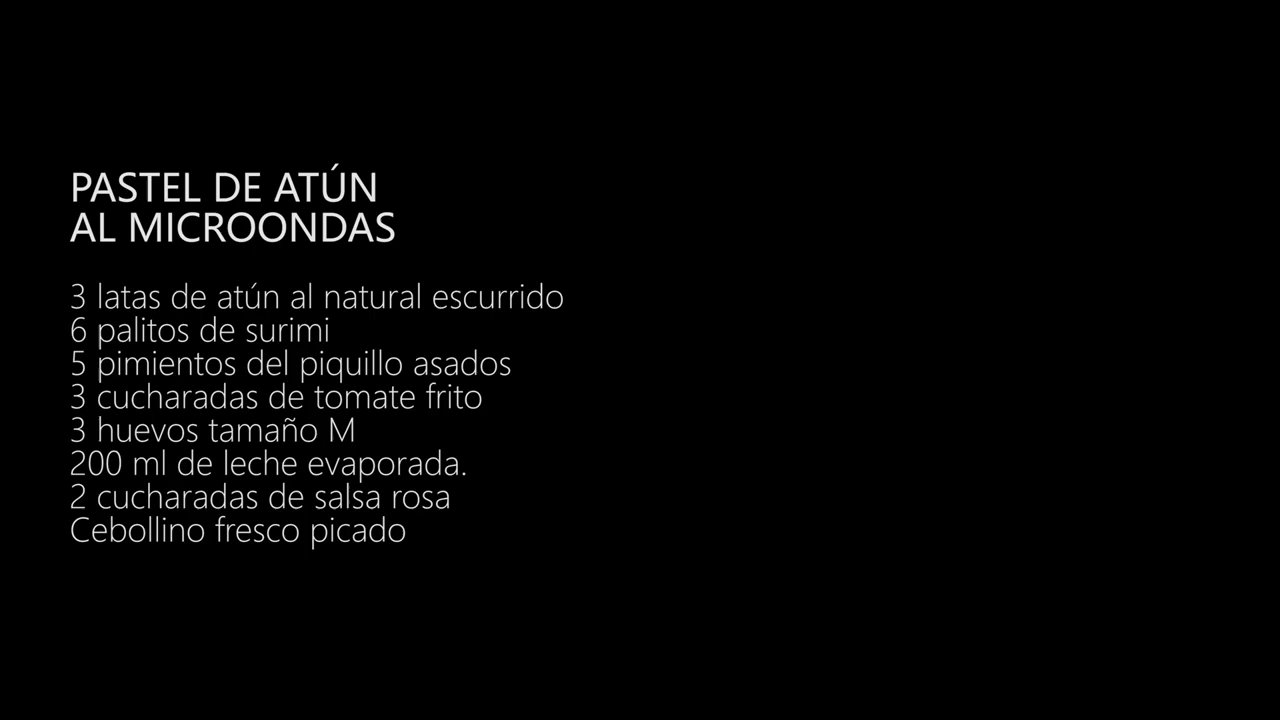 PASTEL DE ATÚN
AL MICROONDAS
3 latas de atún al natural escurrido
6 palitos de surimi
5 pimientos del piquillo asados
3 cucharadas de tomate frito
3 huevos tamaño M
200 ml de leche evaporada.
2 cucharadas de salsa rosa
Cebollino fresco picado